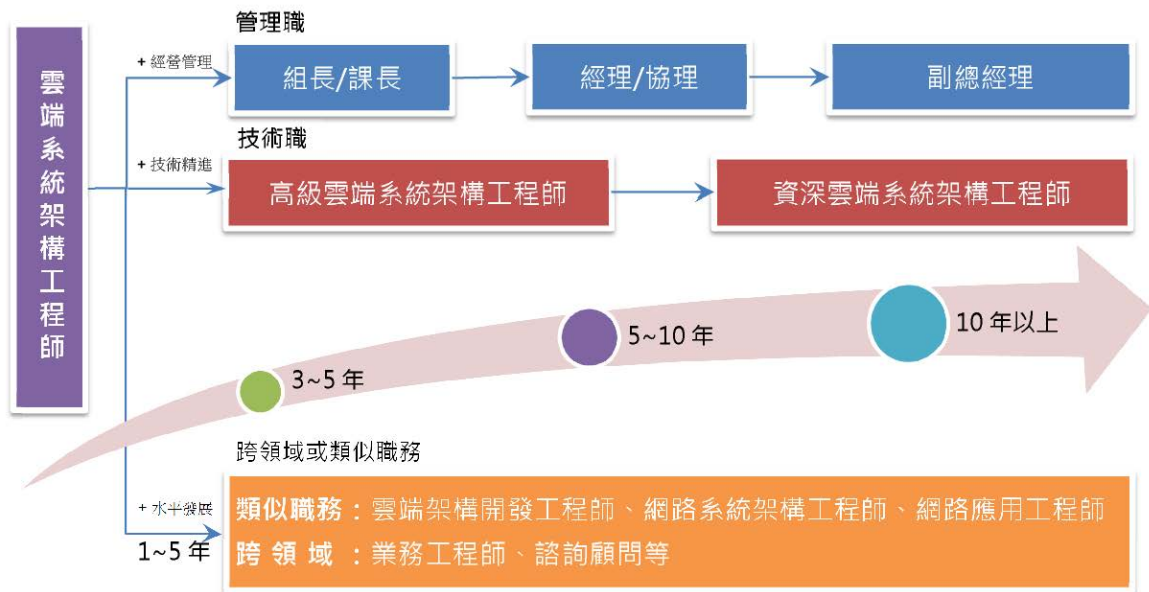 雲端系統架構工程師
管理職
+ 經營管理
組長/課長
經理/協理
副總經理
技術職
+ 技術精進
高級雲端系統架構工程師
資深雲端系統架構工程師
3~5 年
5~10 年
10 年以上
跨領域或類似職務
+ 水平發展
1~5 年
類似職務：雲端架構開發工程師、網路系統架構工程師、網路應用工程師
跨 領 域 ：業務工程師、諮詢顧問等